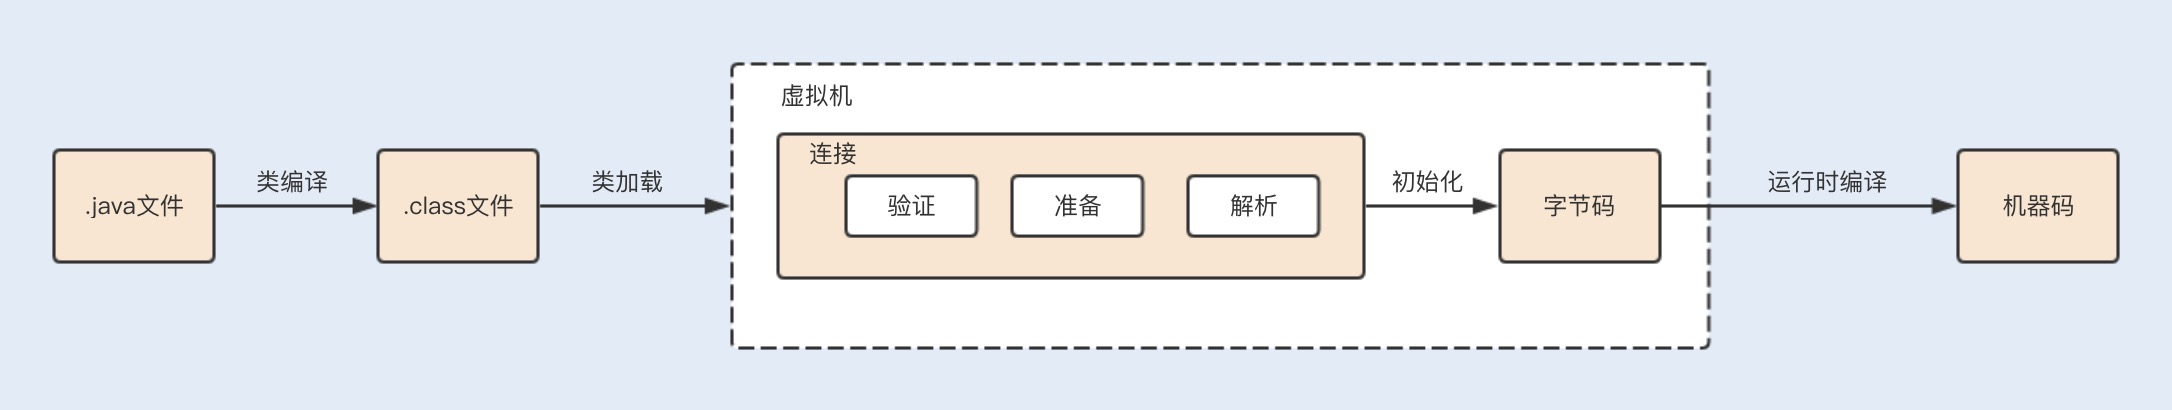 .java文件
类编译
.class文件
类加载
虚拟机
连接
验证
准备
解析
初始化
字节码
运行时编译
机器码